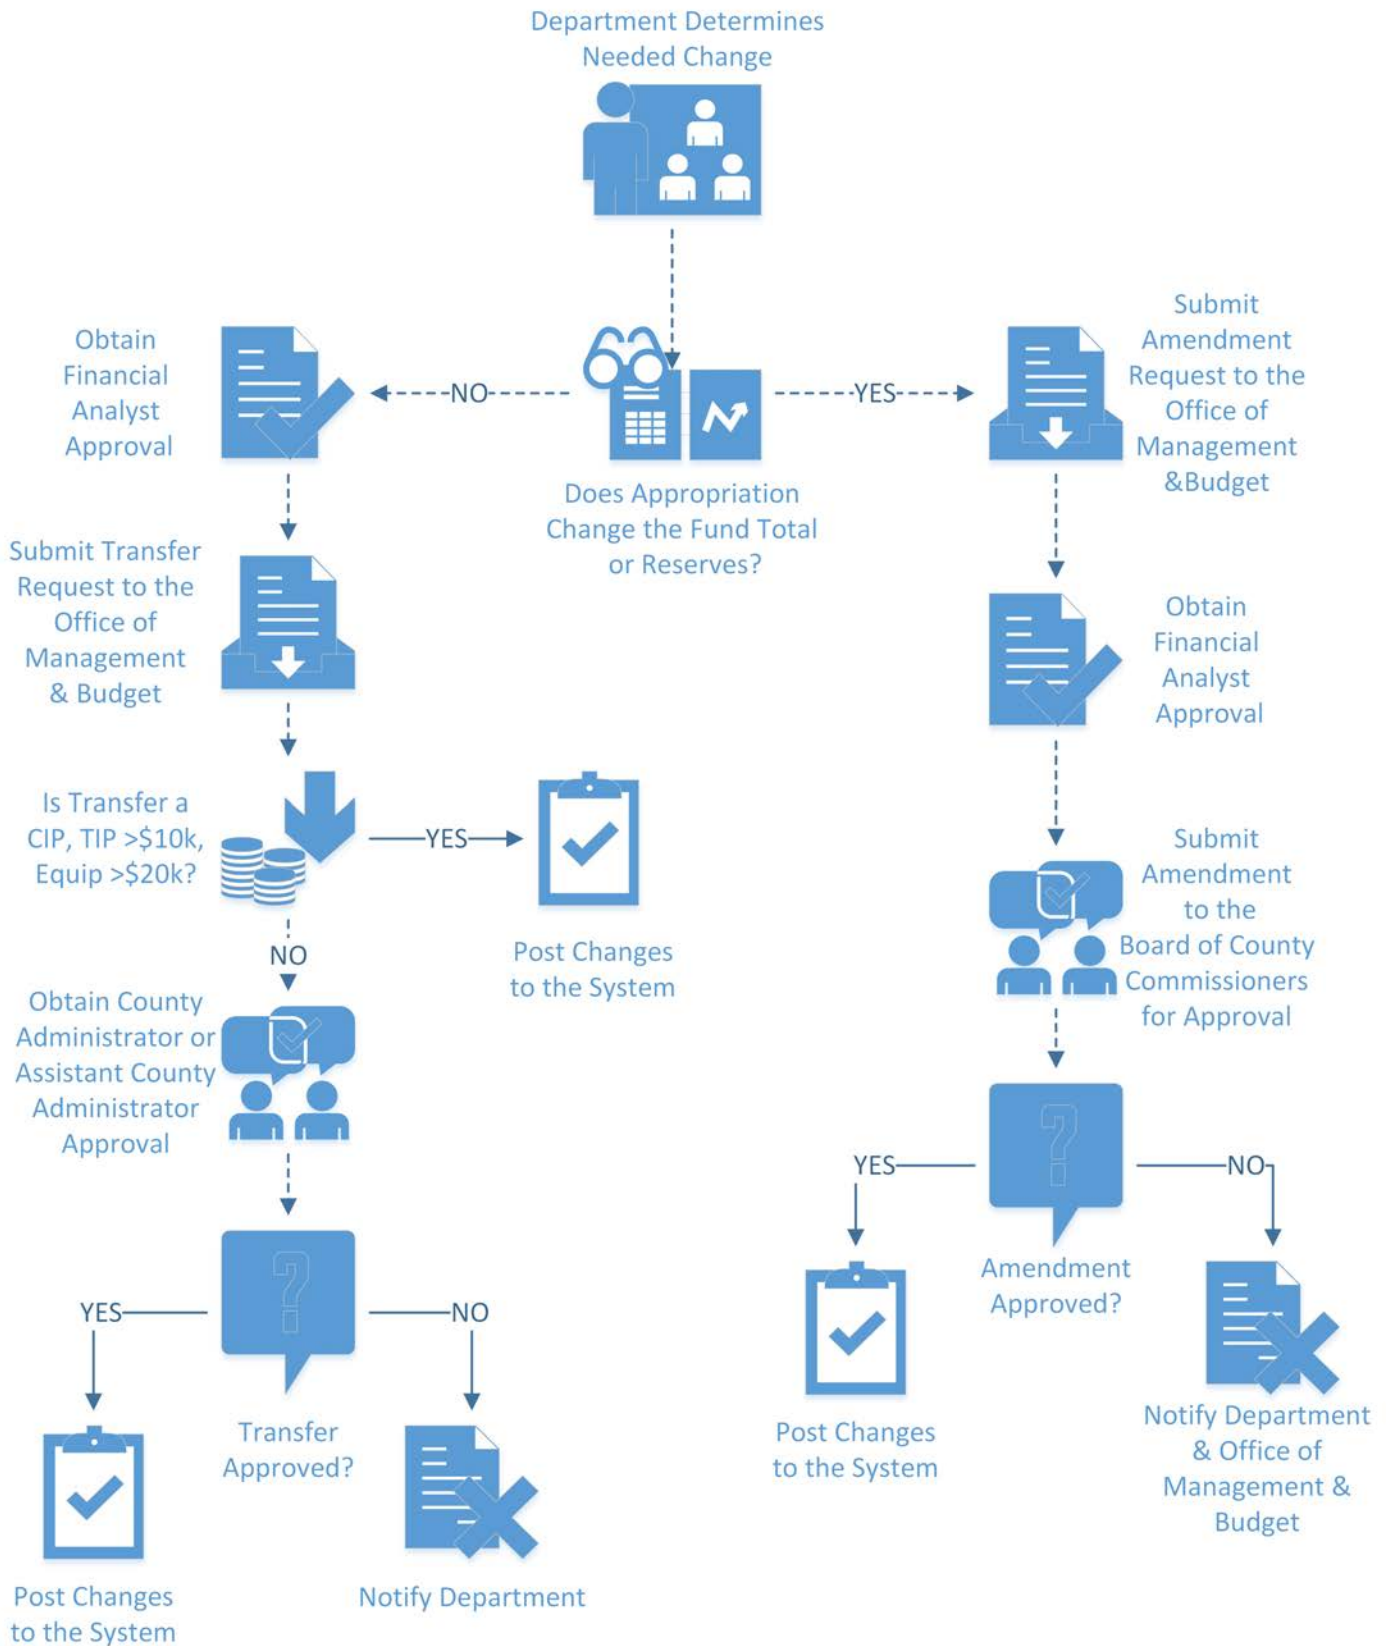 Department Determines
Needed Change
Obtain
Financial
Analyst
Approval
NO
YES
Submit
Amendment
Request to the
Office of
Management
&Budget
Does Appropriation
Change the Fund Total
or Reserves?
Submit Transfer
Request to the
Office of
Management
& Budget
Obtain
Financial
Analyst
Approval
Is Transfer a
CIP, TIP >$10k,
Equip >$20k?
YES
Post Changes
to the System
NO
Submit
Amendment
to the
Board of County
Commissioners
for Approval
Obtain County
Administrator or
Assistant County
Administrator
Approval
?
YES
NO
Amendment
Approved?
?
YES
NO
Transfer
Approved?
Post Changes
to the System
Notify Department
& Office of
Management &
Budget
Post Changes
to the System
Notify Department